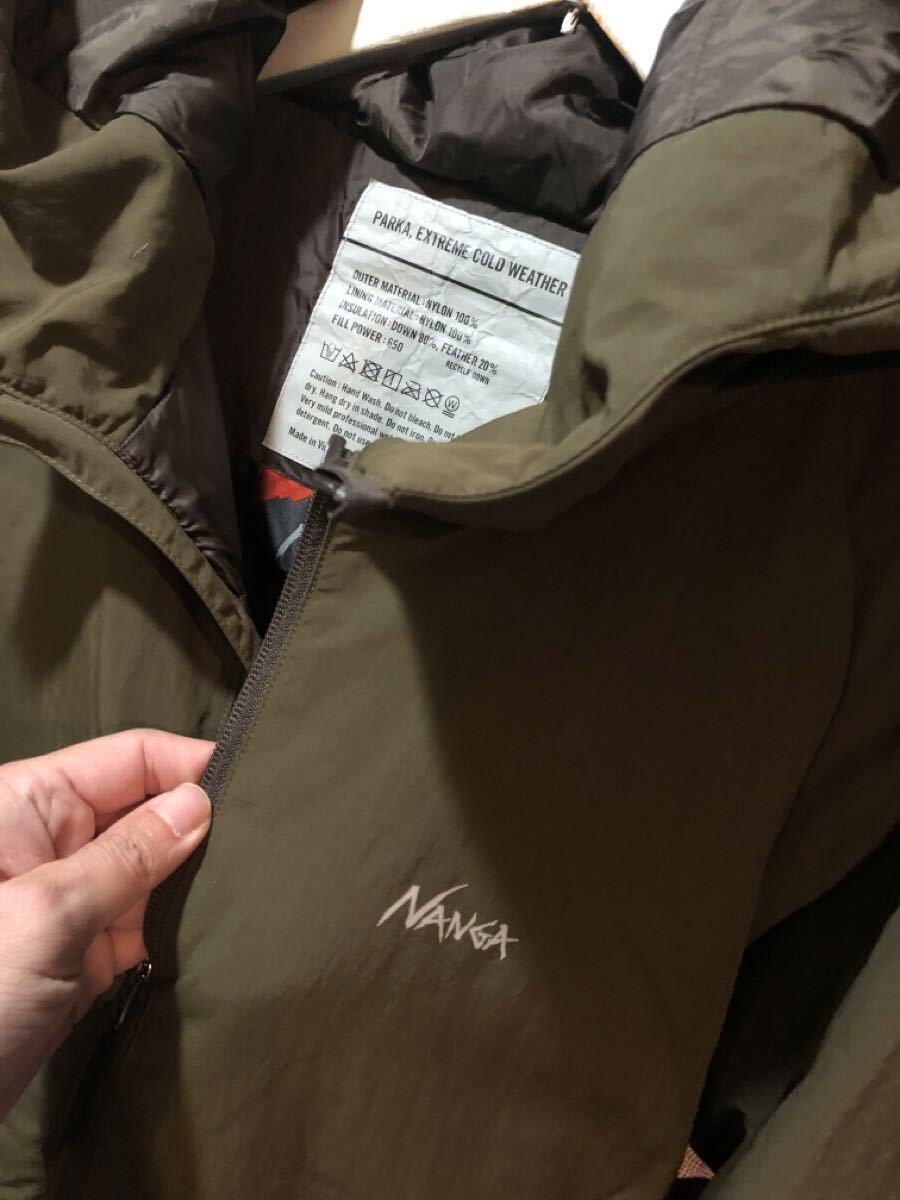 PARKA, EXTREME COLD WEATHER
OUTER MATERIAL : NYLON 100%
LINING MATERIAL : NYLON 100%
INSULATION : DOWN 80%, FEATHER 20%
RECYCLE DOWN
FILL POWER : 650
Caution : Hand Wash. Do not bleach. Do not
dry. Hang dry in shade. Do not iron.
Very mild professional wet
detergent. Do not use
Made in
NANGA